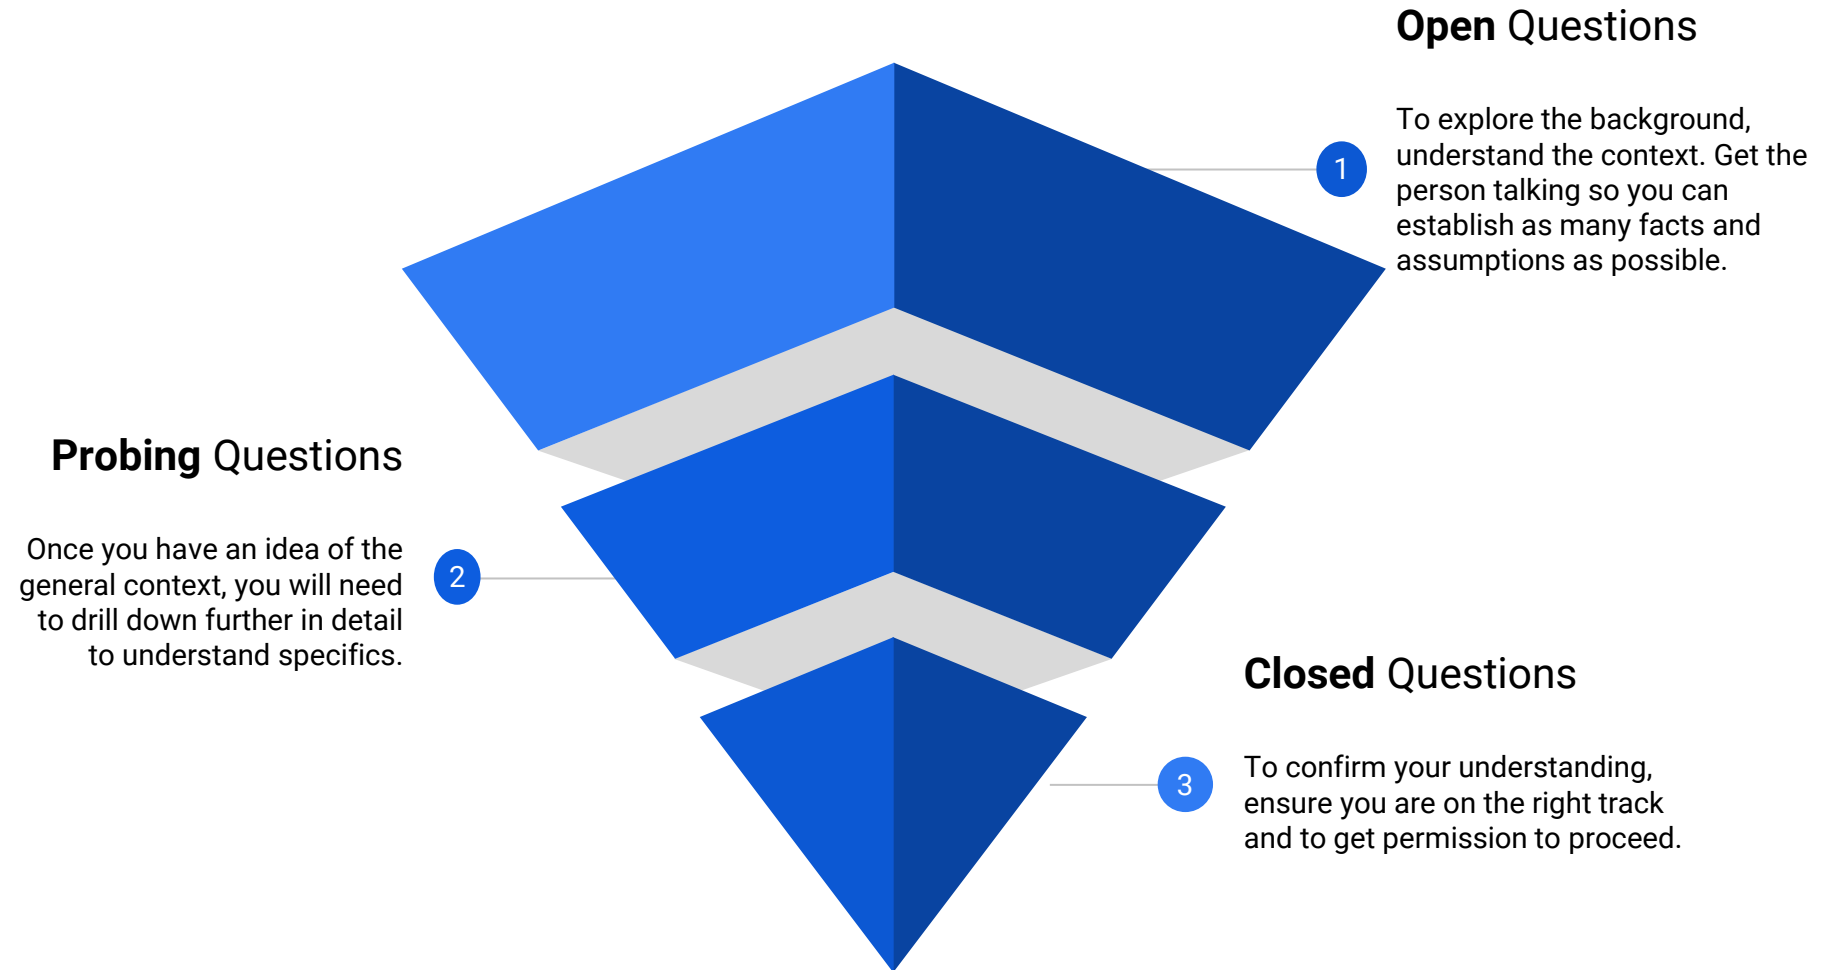 Open Questions
To explore the background,
understand the context. Get the
person talking so you can
establish as many facts and
assumptions as possible.
1
Probing Questions
Once you have an idea of the
general context, you will need
to drill down further in detail
to understand specifics.
2
Closed Questions
3
To confirm your understanding,
ensure you are on the right track
and to get permission to proceed.